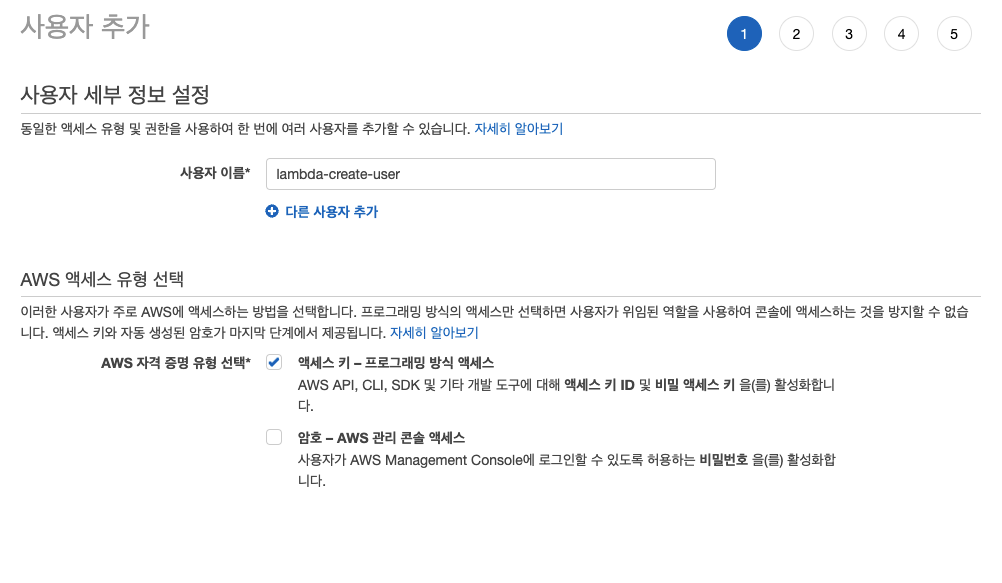 사용자 추가
1 2 3 4 5
사용자 세부 정보 설정
동일한 액세스 유형 및 권한을 사용하여 한 번에 여러 사용자를 추가할 수 있습니다. 자세히 알아보기
사용자 이름* lambda-create-user
다른 사용자 추가
AWS 액세스 유형 선택
이러한 사용자가 주로 AWS에 액세스하는 방법을 선택합니다. 프로그래밍 방식의 액세스만 선택하면 사용자가 위임된 역할을 사용하여 콘솔에 액세스하는 것을 방지할 수 없습
니다. 액세스 키와 자동 생성된 암호가 마지막 단계에서 제공됩니다. 자세히 알아보기
AWS 자격 증명 유형 선택* 액세스 키 – 프로그래밍 방식 액세스
AWS API, CLI, SDK 및 기타 개발 도구에 대해 액세스 키 ID 및 비밀 액세스 키 을(를) 활성화합니
다.
암호 – AWS 관리 콘솔 액세스
사용자가 AWS Management Console에 로그인할 수 있도록 허용하는 비밀번호 을(를) 활성화합
니다.